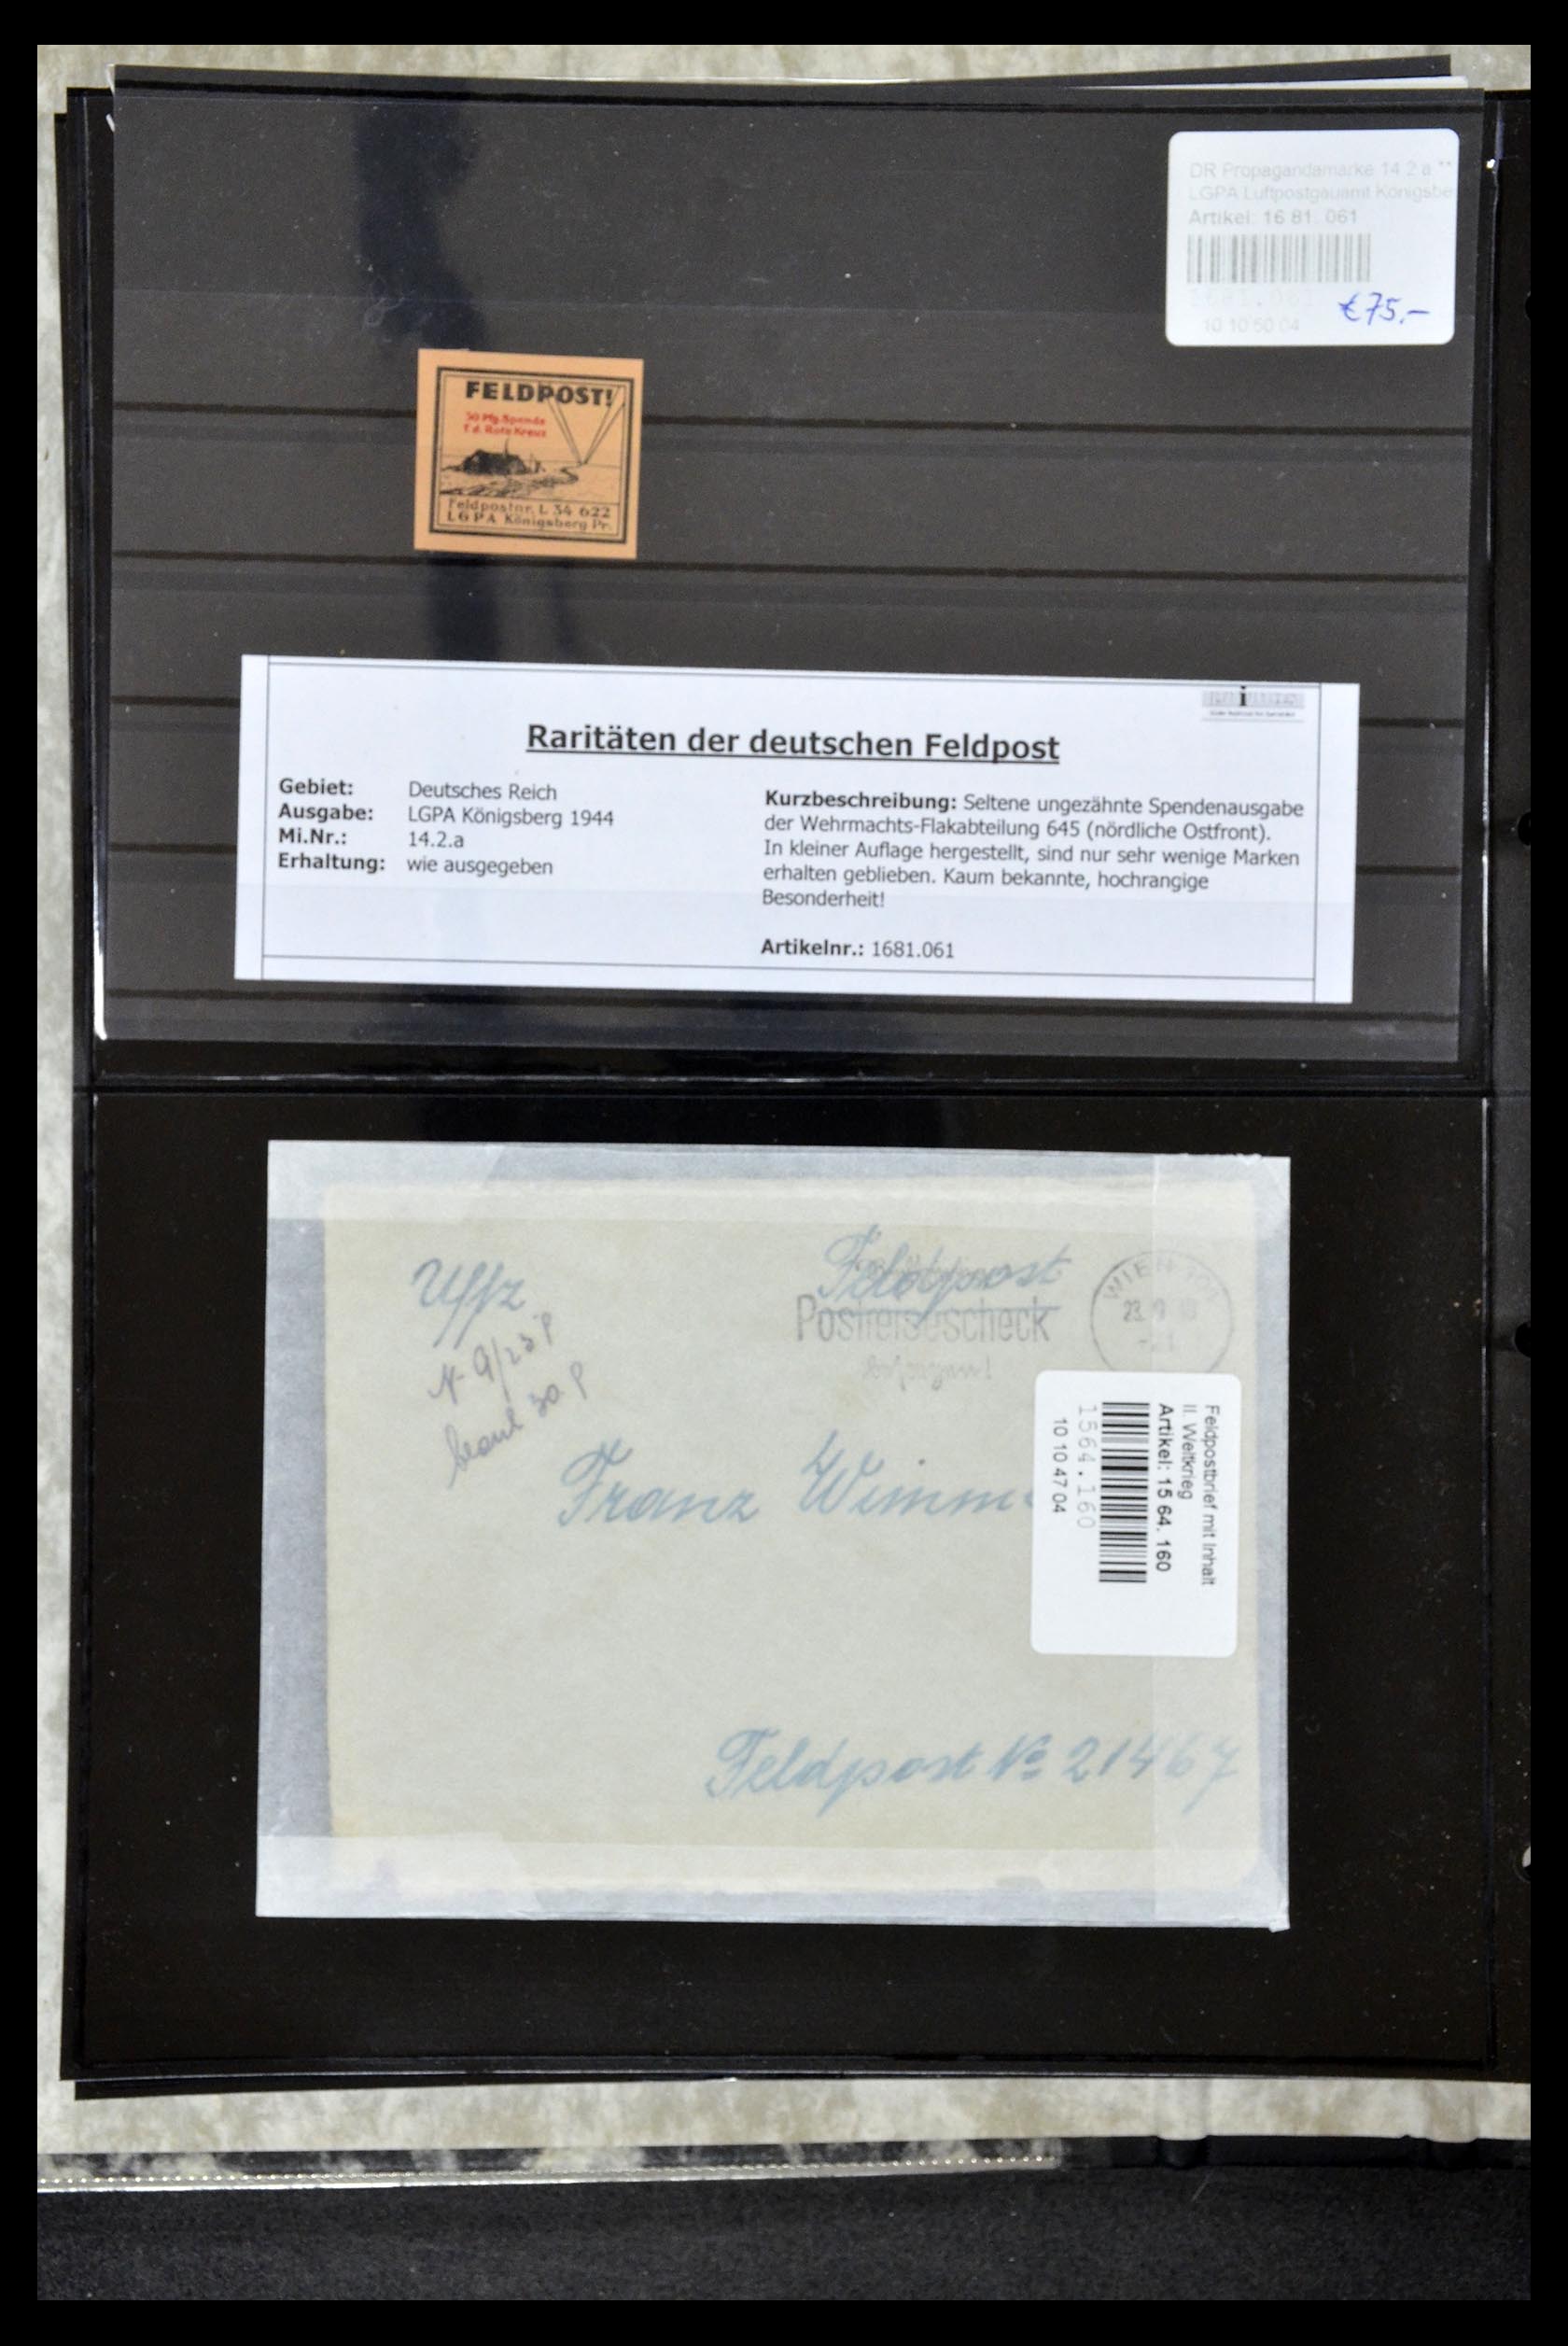 DR Propagandamarke 14.2.a **
LGPA Luftpostgauamt Königsbe
Artikel: 16 81. 061
10 10 50 04
€75,-
FELDPOST!
50 Pfg. Spende
f. d. Rote Kreuz
Feldpostnr. L 34 622
LGPA Königsberg Pr.
Raritäten der deutschen Feldpost
Gebiet: Deutsches Reich
Ausgabe: LGPA Königsberg 1944
Mi.Nr.: 14.2.a
Erhaltung: wie ausgegeben
Kurzbeschreibung: Seltene ungezähnte Spendenausgabe
der Wehrmachts-Flakabteilung 645 (nördliche Ostfront).
In kleiner Auflage hergestellt, sind nur sehr wenige Marken
erhalten geblieben. Kaum bekannte, hochrangige
Besonderheit!
Artikelnr.: 1681.061
Uffz
Feldpost
Postreisescheck
WIEN
Franz Wimm
Feldpostbrief mit Inhalt
II. Weltkrieg
Artikel: 15 64. 160
1564.160
10 10 47 04
Feldpost No 21467